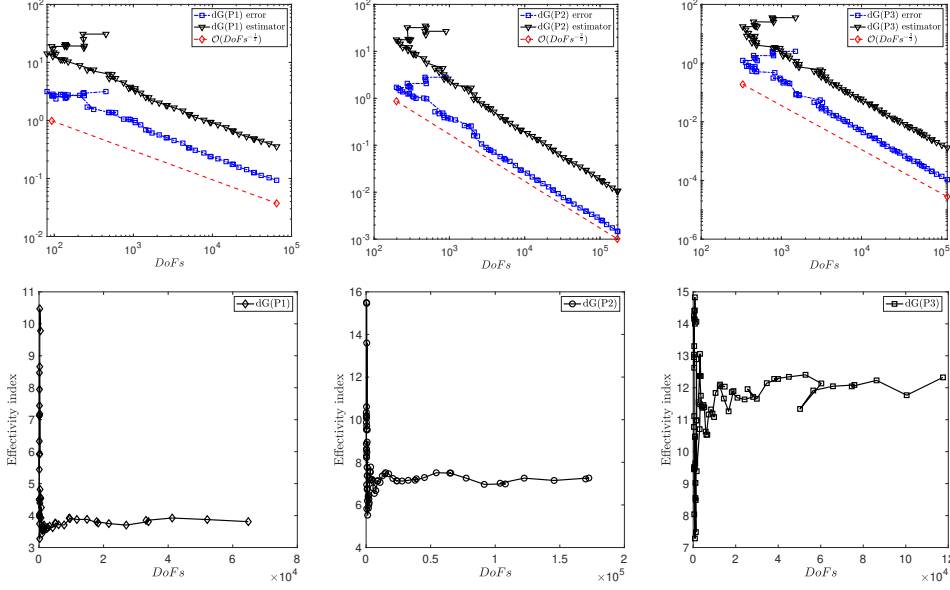 dG(P1) error
dG(P1) estimator
O(DoFs^{-1/2})
10^2
10^1
10^0
10^{-1}
10^{-2}
10^2 10^3 10^4 10^5
DoFs
dG(P2) error
dG(P2) estimator
O(DoFs^{-2/2})
10^2
10^1
10^0
10^{-1}
10^{-2}
10^{-3}
10^3 10^4 10^5
DoFs
dG(P3) error
dG(P3) estimator
O(DoFs^{-3/2})
10^2
10^0
10^{-2}
10^{-4}
10^{-6}
10^3 10^4 10^5
DoFs
dG(P1)
Effectivity index
11
10
9
8
7
6
5
4
3
0 2 4 6 8
DoFs
×10^4
dG(P2)
Effectivity index
16
14
12
10
8
6
4
0 0.5 1 1.5 2
DoFs
×10^5
dG(P3)
Effectivity index
15
14
13
12
11
10
9
8
7
0 2 4 6 8 10 12
DoFs
×10^4